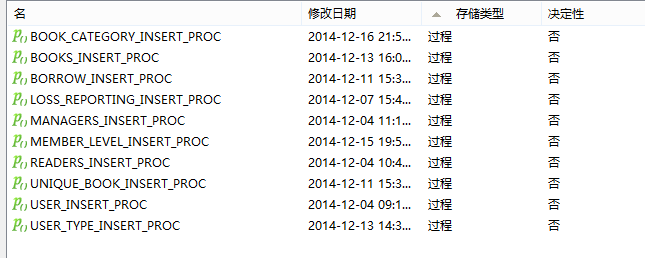 名 修改日期 存储类型 决定性
BOOK_CATEGORY_INSERT_PROC 2014-12-16 21:5... 过程 否
BOOKS_INSERT_PROC 2014-12-13 16:0... 过程 否
BORROW_INSERT_PROC 2014-12-11 15:3... 过程 否
LOSS_REPORTING_INSERT_PROC 2014-12-07 15:4... 过程 否
MANAGERS_INSERT_PROC 2014-12-04 11:1... 过程 否
MEMBER_LEVEL_INSERT_PROC 2014-12-15 19:5... 过程 否
READERS_INSERT_PROC 2014-12-04 10:4... 过程 否
UNIQUE_BOOK_INSERT_PROC 2014-12-11 15:3... 过程 否
USER_INSERT_PROC 2014-12-04 09:1... 过程 否
USER_TYPE_INSERT_PROC 2014-12-13 14:3... 过程 否